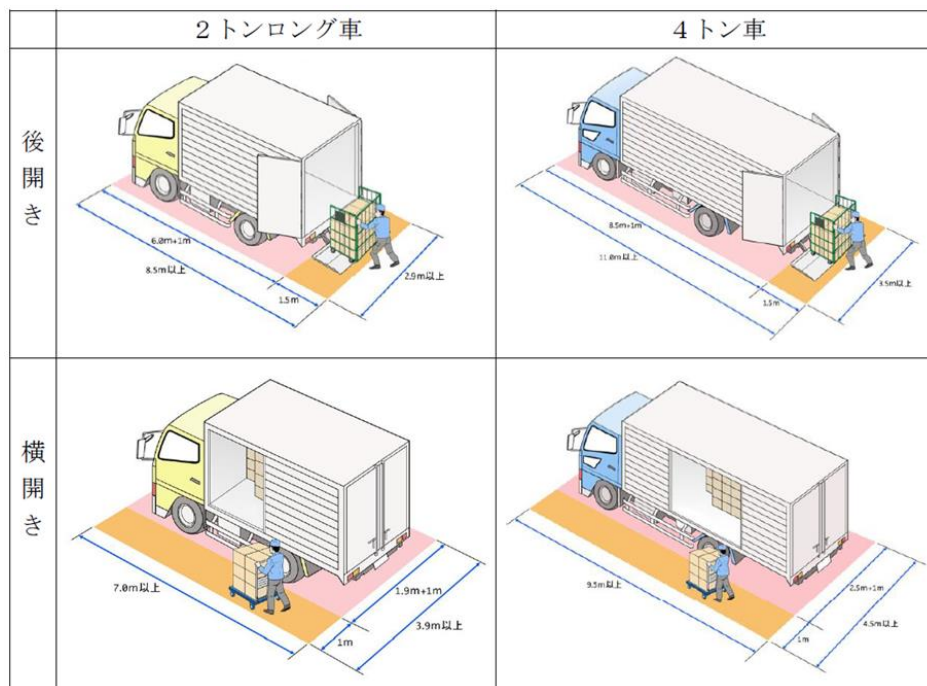 ２トンロング車
４トン車
後開き
6.0m+1m
8.5m以上
1.5m
2.9m以上
8.5m+1m
11.0m以上
1.5m
3.5m以上
横開き
7.0m以上
1m
1.9m+1m
3.9m以上
9.5m以上
1m
2.5m+1m
4.5m以上